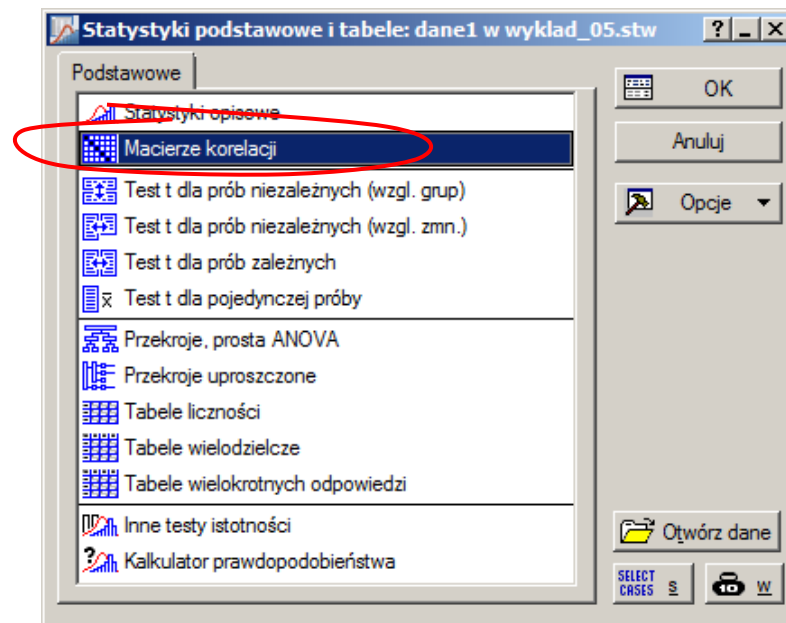 Statystyki podstawowe i tabele: dane1 w wyklad_05.stw
Podstawowe
Statystyki opisowe
Macierze korelacji
Test t dla prób niezależnych (wzgl. grup)
Test t dla prób niezależnych (wzgl. zmn.)
Test t dla prób zależnych
Test t dla pojedynczej próby
Przekroje, prosta ANOVA
Przekroje uproszczone
Tabele liczności
Tabele wielodzielcze
Tabele wielokrotnych odpowiedzi
Inne testy istotności
Kalkulator prawdopodobieństwa
OK
Anuluj
Opcje
Otwórz dane
SELECT CASES S
10 W